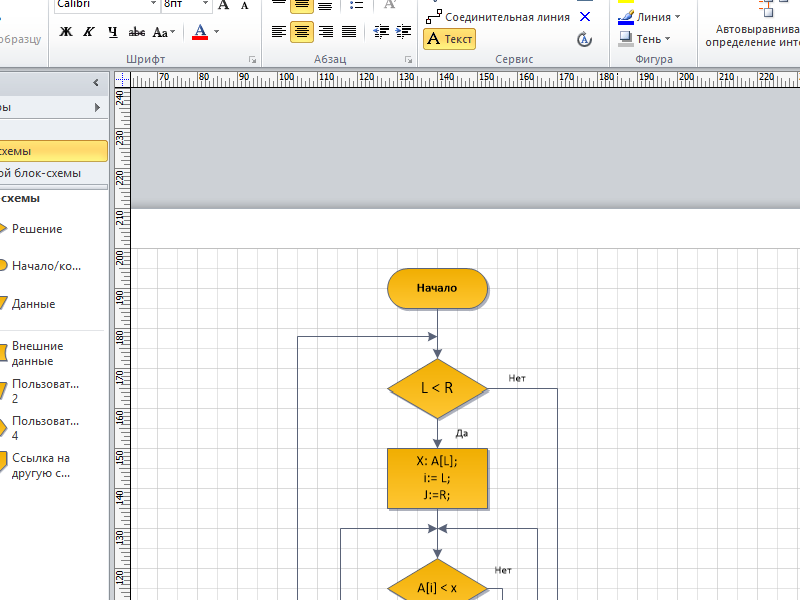 Calibri
8пт
А
Ж К Ч abc Aa А
Шрифт
Абзац
Соединительная линия
А Текст
Сервис
Линия
Тень
Фигура
Автовыравнива
определение инте
образцу
ры
схемы
ой блок-схемы
схемы
Решение
Начало/ко...
Данные
Внешние
данные
Пользоват...
2
Пользоват...
4
Ссылка на
другую с...
70 80 90 100 110 120 130 140 150 160 170 180 190 200 210 220
240
230
220
210
200
190
180
170
160
150
140
130
120
Начало
L < R
Нет
Да
X: A[L];
i:= L;
J:=R;
A[i] < x
Нет